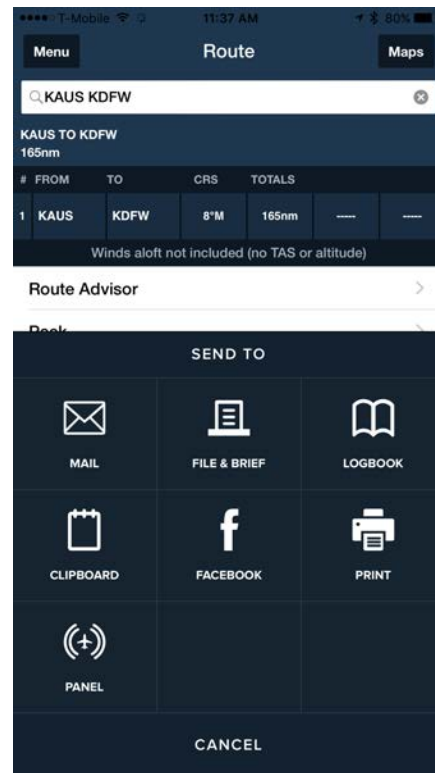 T-Mobile 11:37 AM 80%
Menu Route Maps
KAUS KDFW
KAUS TO KDFW
165nm
# FROM TO CRS TOTALS
1 KAUS KDFW 8°M 165nm ----- -----
Winds aloft not included (no TAS or altitude)
Route Advisor
SEND TO
MAIL FILE & BRIEF LOGBOOK
CLIPBOARD FACEBOOK PRINT
PANEL
CANCEL